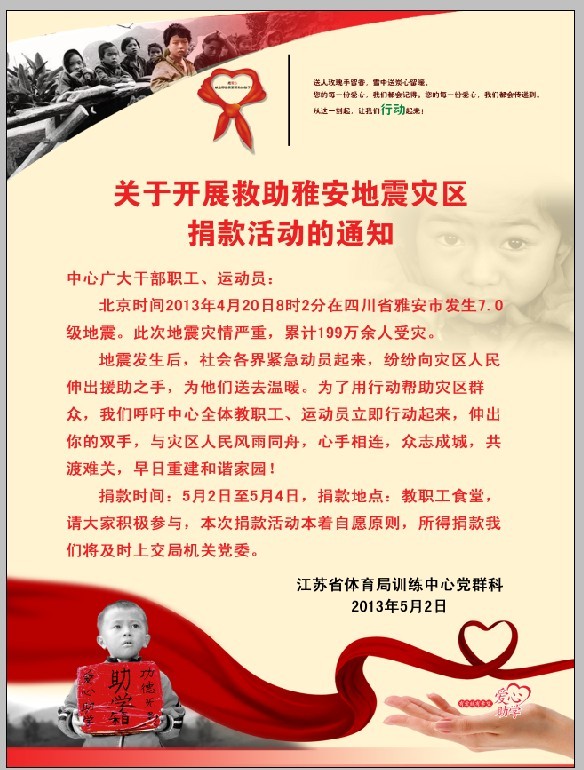 送人玫瑰手留香，雪中送炭心留暖，
您的每一份爱心，我们都会记得，您的每一份爱心，我们都会传递到，
从这一刻起，让我们行动起来！
关于开展救助雅安地震灾区
捐款活动的通知
中心广大干部职工、运动员：
北京时间2013年4月20日8时2分在四川省雅安市发生7.0
级地震。此次地震灾情严重，累计199万余人受灾。
地震发生后，社会各界紧急动员起来，纷纷向灾区人民
伸出援助之手，为他们送去温暖。为了用行动帮助灾区群
众，我们呼吁中心全体教职工、运动员立即行动起来，伸出
你的双手，与灾区人民风雨同舟，心手相连，众志成城，共
渡难关，早日重建和谐家园！
捐款时间：5月2日至5月4日，捐款地点：教职工食堂，
请大家积极参与，本次捐款活动本着自愿原则，所得捐款我
们将及时上交局机关党委。
江苏省体育局训练中心党群科
2013年5月2日
爱心助学
助学箱
功德
爱心
助学